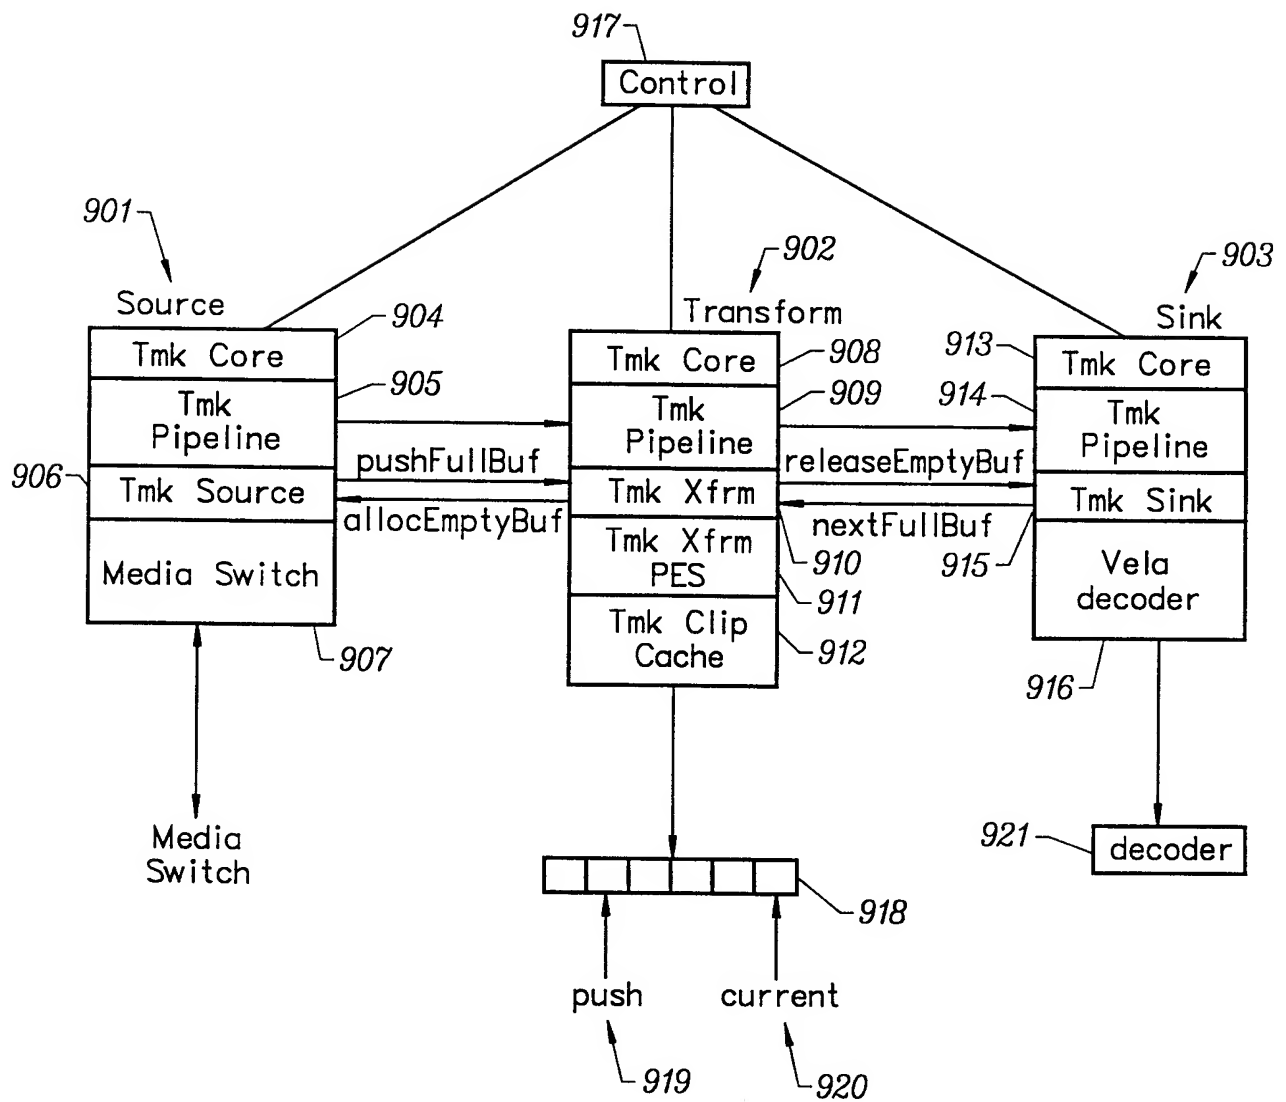 917
Control
901
902
903
Source
Transform
Sink
904
908
913
Tmk Core
Tmk Core
Tmk Core
905
909
914
Tmk
Pipeline
Tmk
Pipeline
Tmk
Pipeline
906
pushFullBuf
releaseEmptyBuf
Tmk Source
Tmk Xfrm
Tmk Sink
allocEmptyBuf
nextFullBuf
910
915
Media Switch
Tmk Xfrm
PES
Vela
decoder
911
907
Tmk Clip
Cache
912
916
Media
Switch
921
decoder
918
push
current
919
920